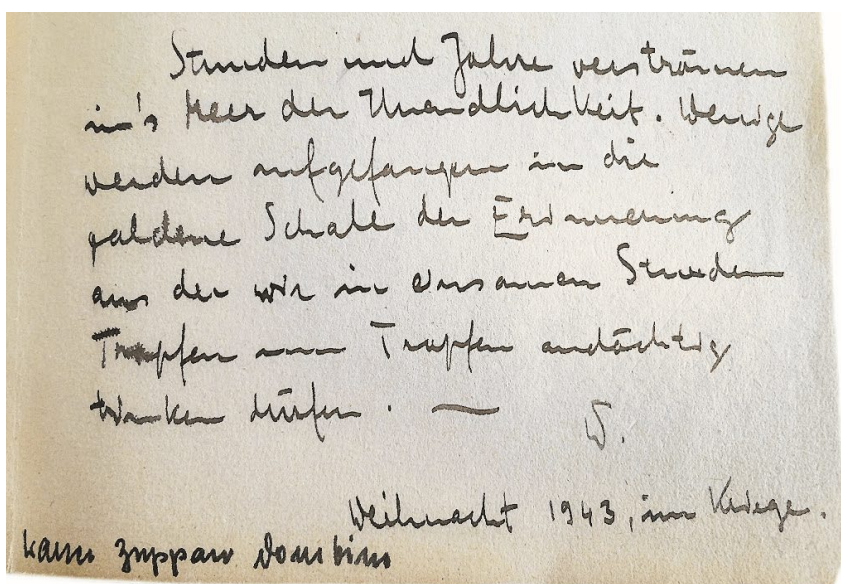 Stunden und Jahre verströmen
in's Meer der Unendlichkeit. Wenige
werden aufgefangen in die
goldene Schale der Erinnerung
aus der wir in einsamen Stunden
Tropfen um Tropfen andächtig
trinken dürfen. —
W.
Weihnacht 1943, im Kriege.